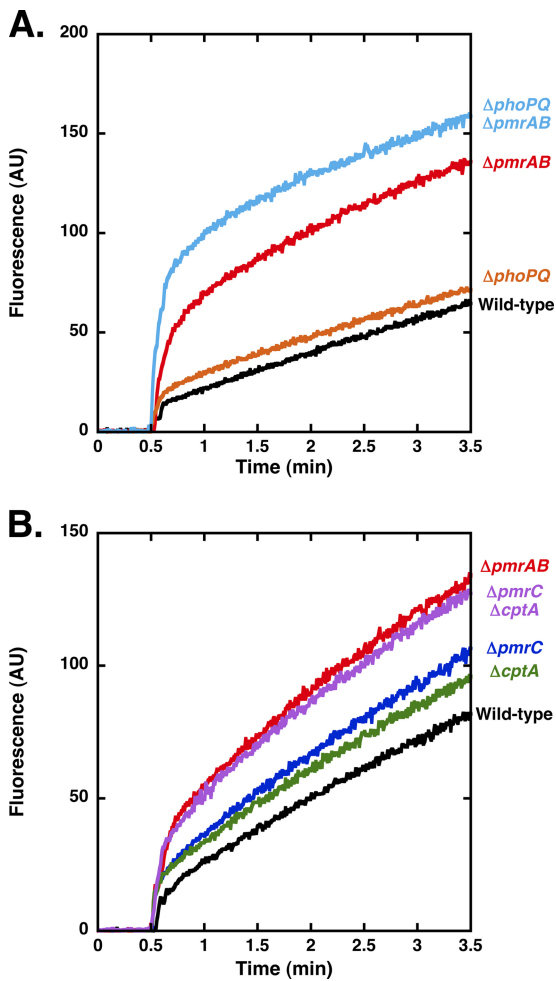 A.
200
150
100
50
0
Fluorescence (AU)
0
0.5
1
1.5
2
2.5
3
3.5
Time (min)
ΔphoPQ
ΔpmrAB
ΔpmrAB
ΔphoPQ
Wild-type
B.
150
100
50
0
Fluorescence (AU)
0
0.5
1
1.5
2
2.5
3
3.5
Time (min)
ΔpmrAB
ΔpmrC
ΔcptA
ΔpmrC
ΔcptA
Wild-type